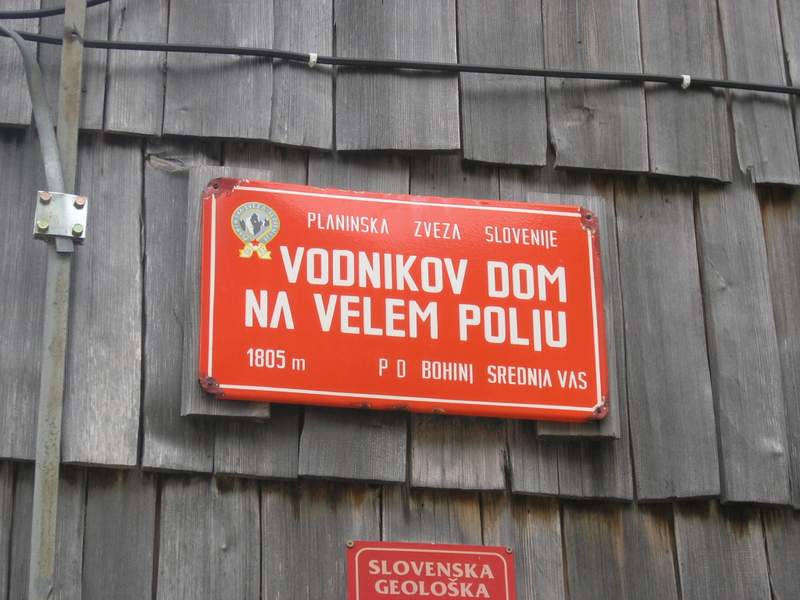 PLANINSKA ZVEZA SLOVENIJE
VODNIKOV DOM
NA VELEM POLJU
1805 m P D BOHINJ SREDNJA VAS
SLOVENSKA
GEOLOŠKA